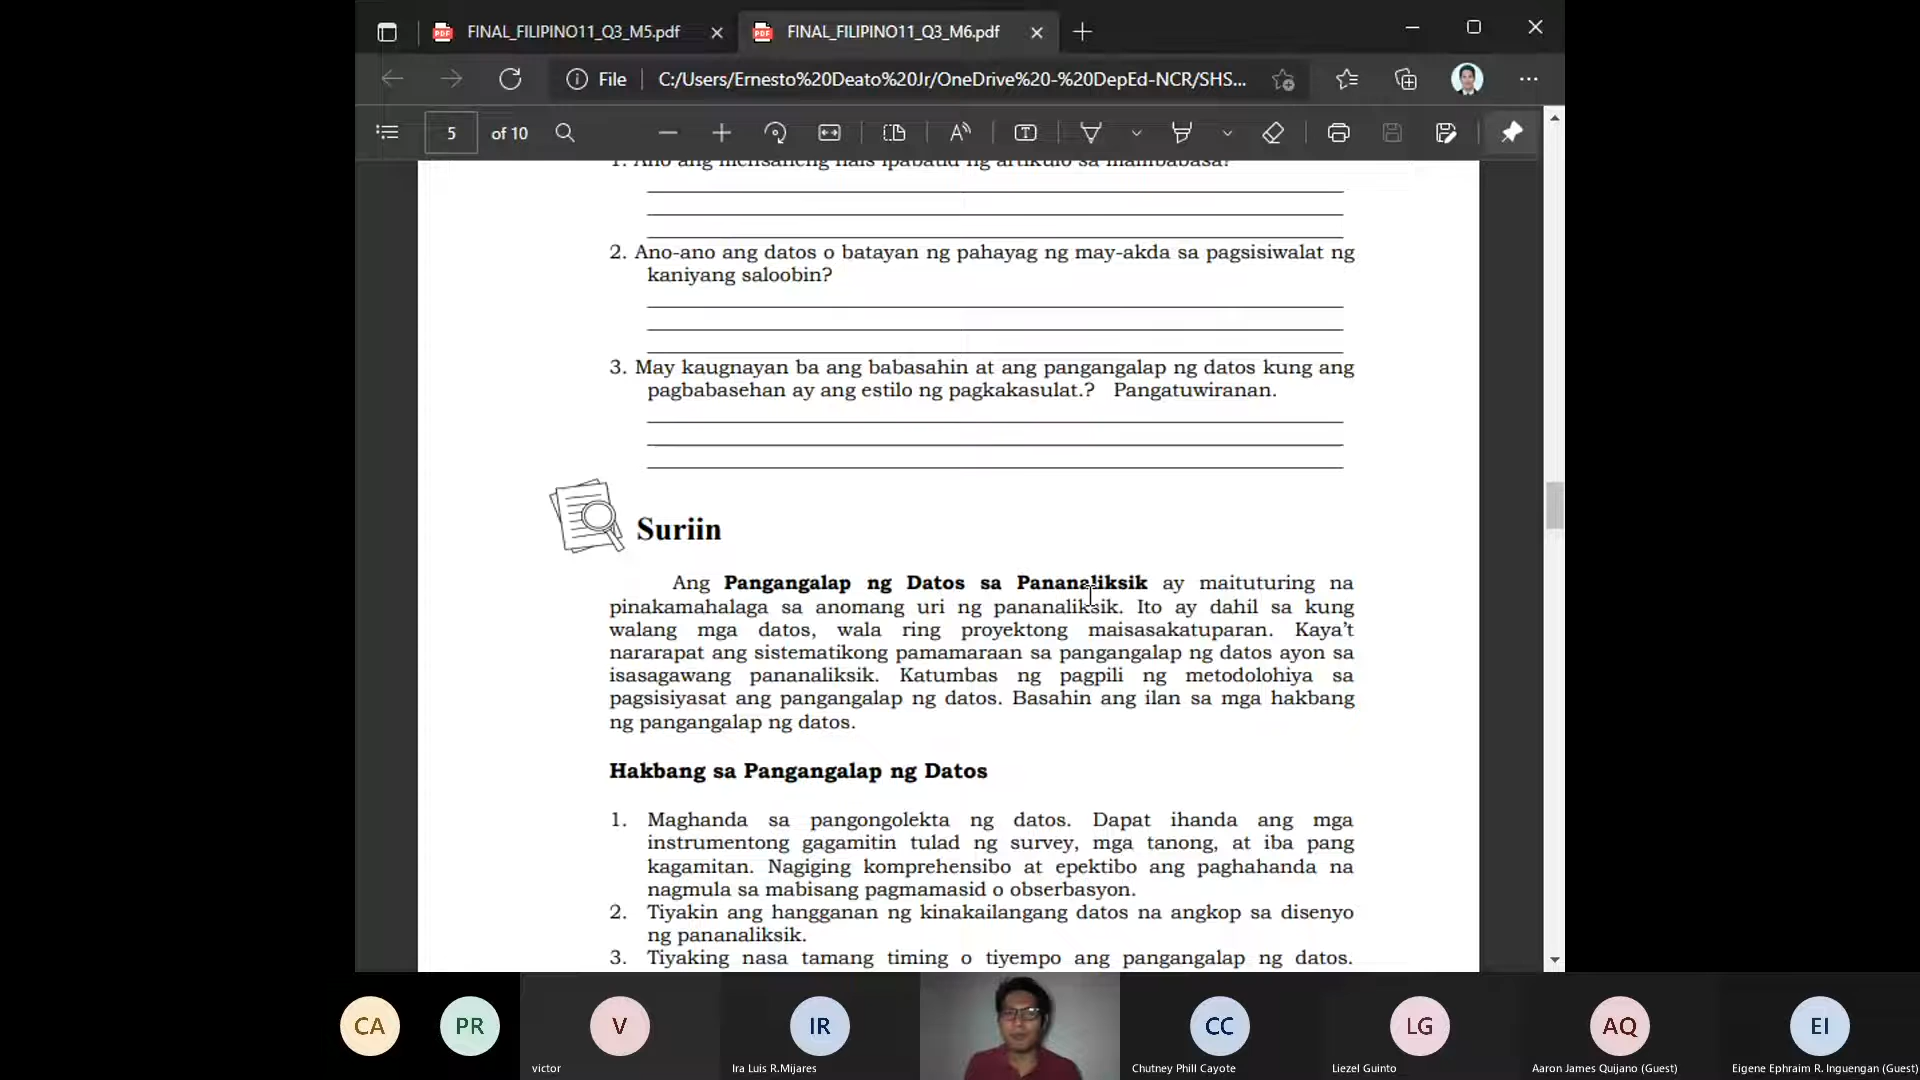 FINAL_FILIPINO11_Q3_M5.pdf
FINAL_FILIPINO11_Q3_M6.pdf
File
C:/Users/Ernesto%20Deato%20Jr/OneDrive%20-%20DepEd-NCR/SHS...
5 of 10
1. Ano ang mensaheng nais ipabatid ng artikulo sa mambabasa?
2. Ano-ano ang datos o batayan ng pahayag ng may-akda sa pagsisiwalat ng
kaniyang saloobin?
3. May kaugnayan ba ang babasahin at ang pangangalap ng datos kung ang
pagbabasehan ay ang estilo ng pagkakasulat.? Pangatuwiranan.
Suriin
Ang Pangangalap ng Datos sa Pananaliksik ay maituturing na
pinakamahalaga sa anomang uri ng pananaliksik. Ito ay dahil sa kung
walang mga datos, wala ring proyektong maisasakatuparan. Kaya't
nararapat ang sistematikong pamamaraan sa pangangalap ng datos ayon sa
isasagawang pananaliksik. Katumbas ng pagpili ng metodolohiya sa
pagsisiyasat ang pangangalap ng datos. Basahin ang ilan sa mga hakbang
ng pangangalap ng datos.
Hakbang sa Pangangalap ng Datos
1. Maghanda sa pangongolekta ng datos. Dapat ihanda ang mga
instrumentong gagamitin tulad ng survey, mga tanong, at iba pang
kagamitan. Nagiging komprehensibo at epektibo ang paghahanda na
nagmula sa mabisang pagmamasid o obserbasyon.
2. Tiyakin ang hangganan ng kinakailangang datos na angkop sa disenyo
ng pananaliksik.
3. Tiyaking nasa tamang timing o tiyempo ang pangangalap ng datos.
CA
PR
V
IR
CC
LG
AQ
EI
victor
Ira Luis R.Mijares
Chutney Phill Cayote
Liezel Guinto
Aaron James Quijano (Guest)
Eigene Ephraim R. Inguengan (Guest)